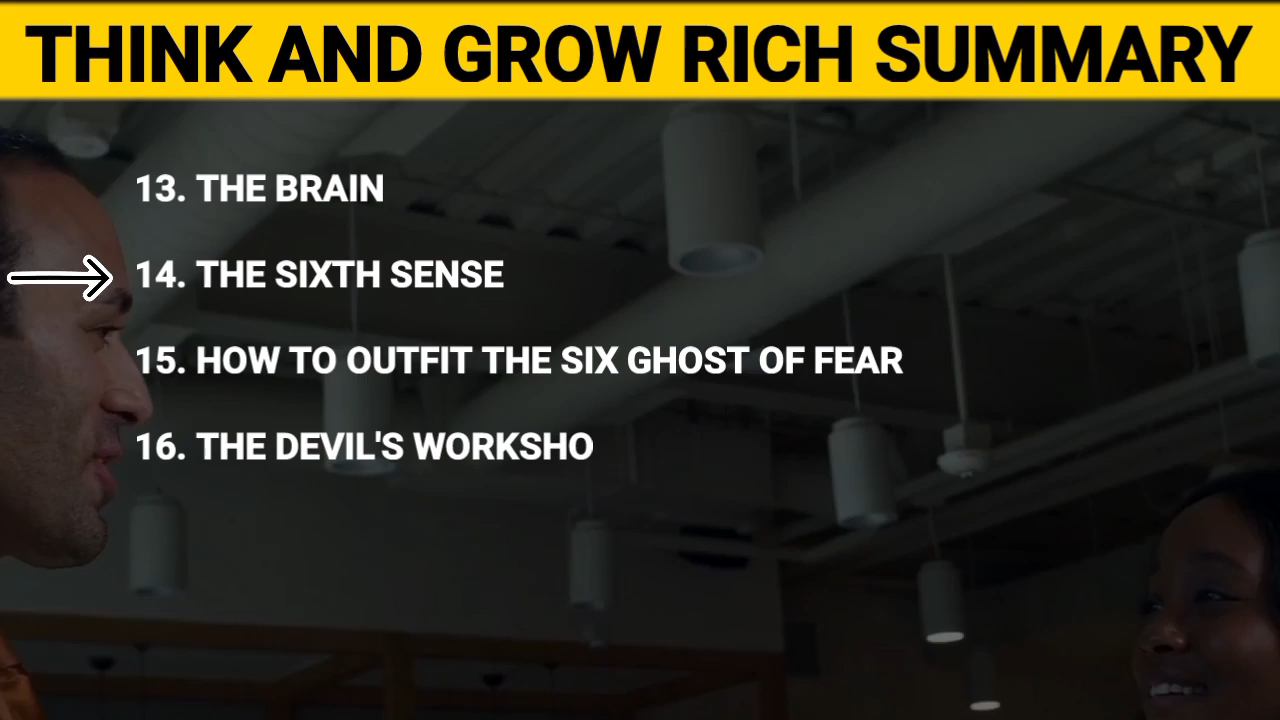 THINK AND GROW RICH SUMMARY
13. THE BRAIN
14. THE SIXTH SENSE
15. HOW TO OUTFIT THE SIX GHOST OF FEAR
16. THE DEVIL'S WORKSHO